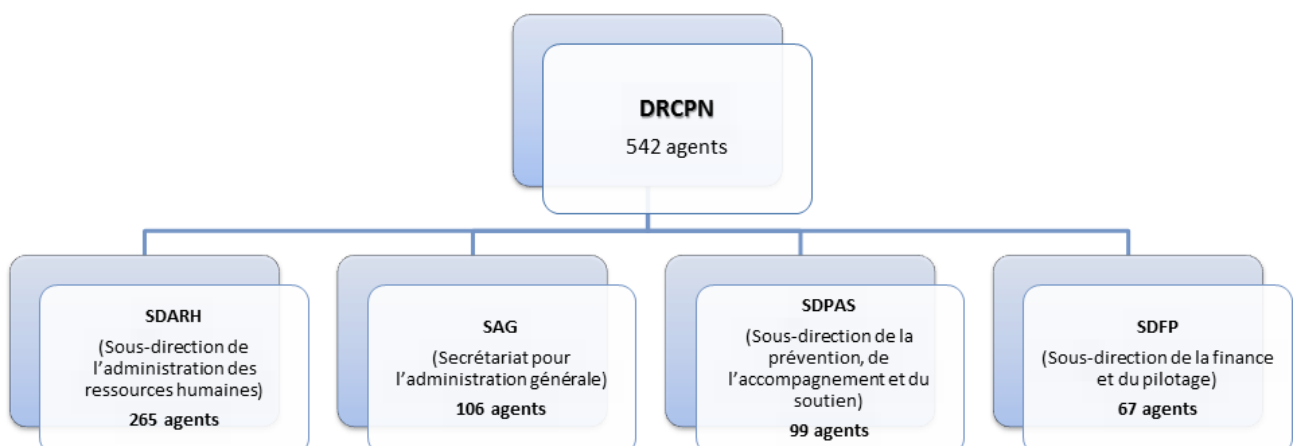 DRCPN
542 agents
SDARH
(Sous-direction de
l’administration des
ressources humaines)
265 agents
SAG
(Secrétariat pour
l’administration générale)
106 agents
SDPAS
(Sous-direction de la
prévention, de
l’accompagnement et du
soutien)
99 agents
SDFP
(Sous-direction de la finance
et du pilotage)
67 agents